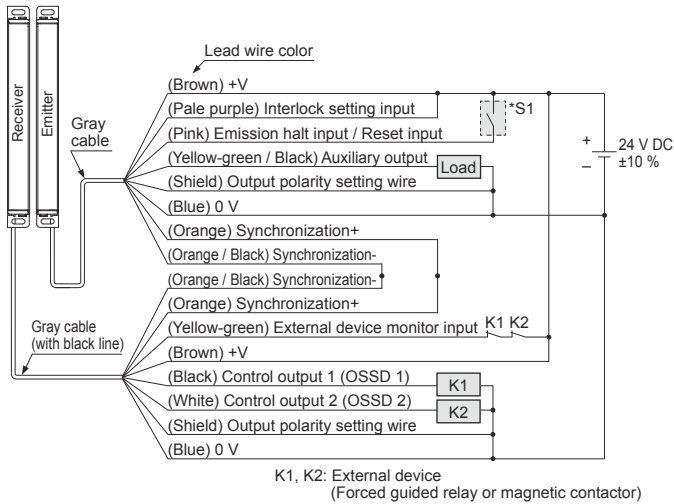 Receiver
Emitter
Lead wire color
Gray
cable
(Brown) +V
(Pale purple) Interlock setting input
*S1
(Pink) Emission halt input / Reset input
(Yellow-green / Black) Auxiliary output
Load
(Shield) Output polarity setting wire
(Blue) 0 V
+
–
24 V DC
±10 %
(Orange) Synchronization+
(Orange / Black) Synchronization-
(Orange / Black) Synchronization-
(Orange) Synchronization+
Gray cable
(with black line)
(Yellow-green) External device monitor input K1 K2
(Brown) +V
(Black) Control output 1 (OSSD 1)
K1
(White) Control output 2 (OSSD 2)
K2
(Shield) Output polarity setting wire
(Blue) 0 V
K1, K2: External device
(Forced guided relay or magnetic contactor)